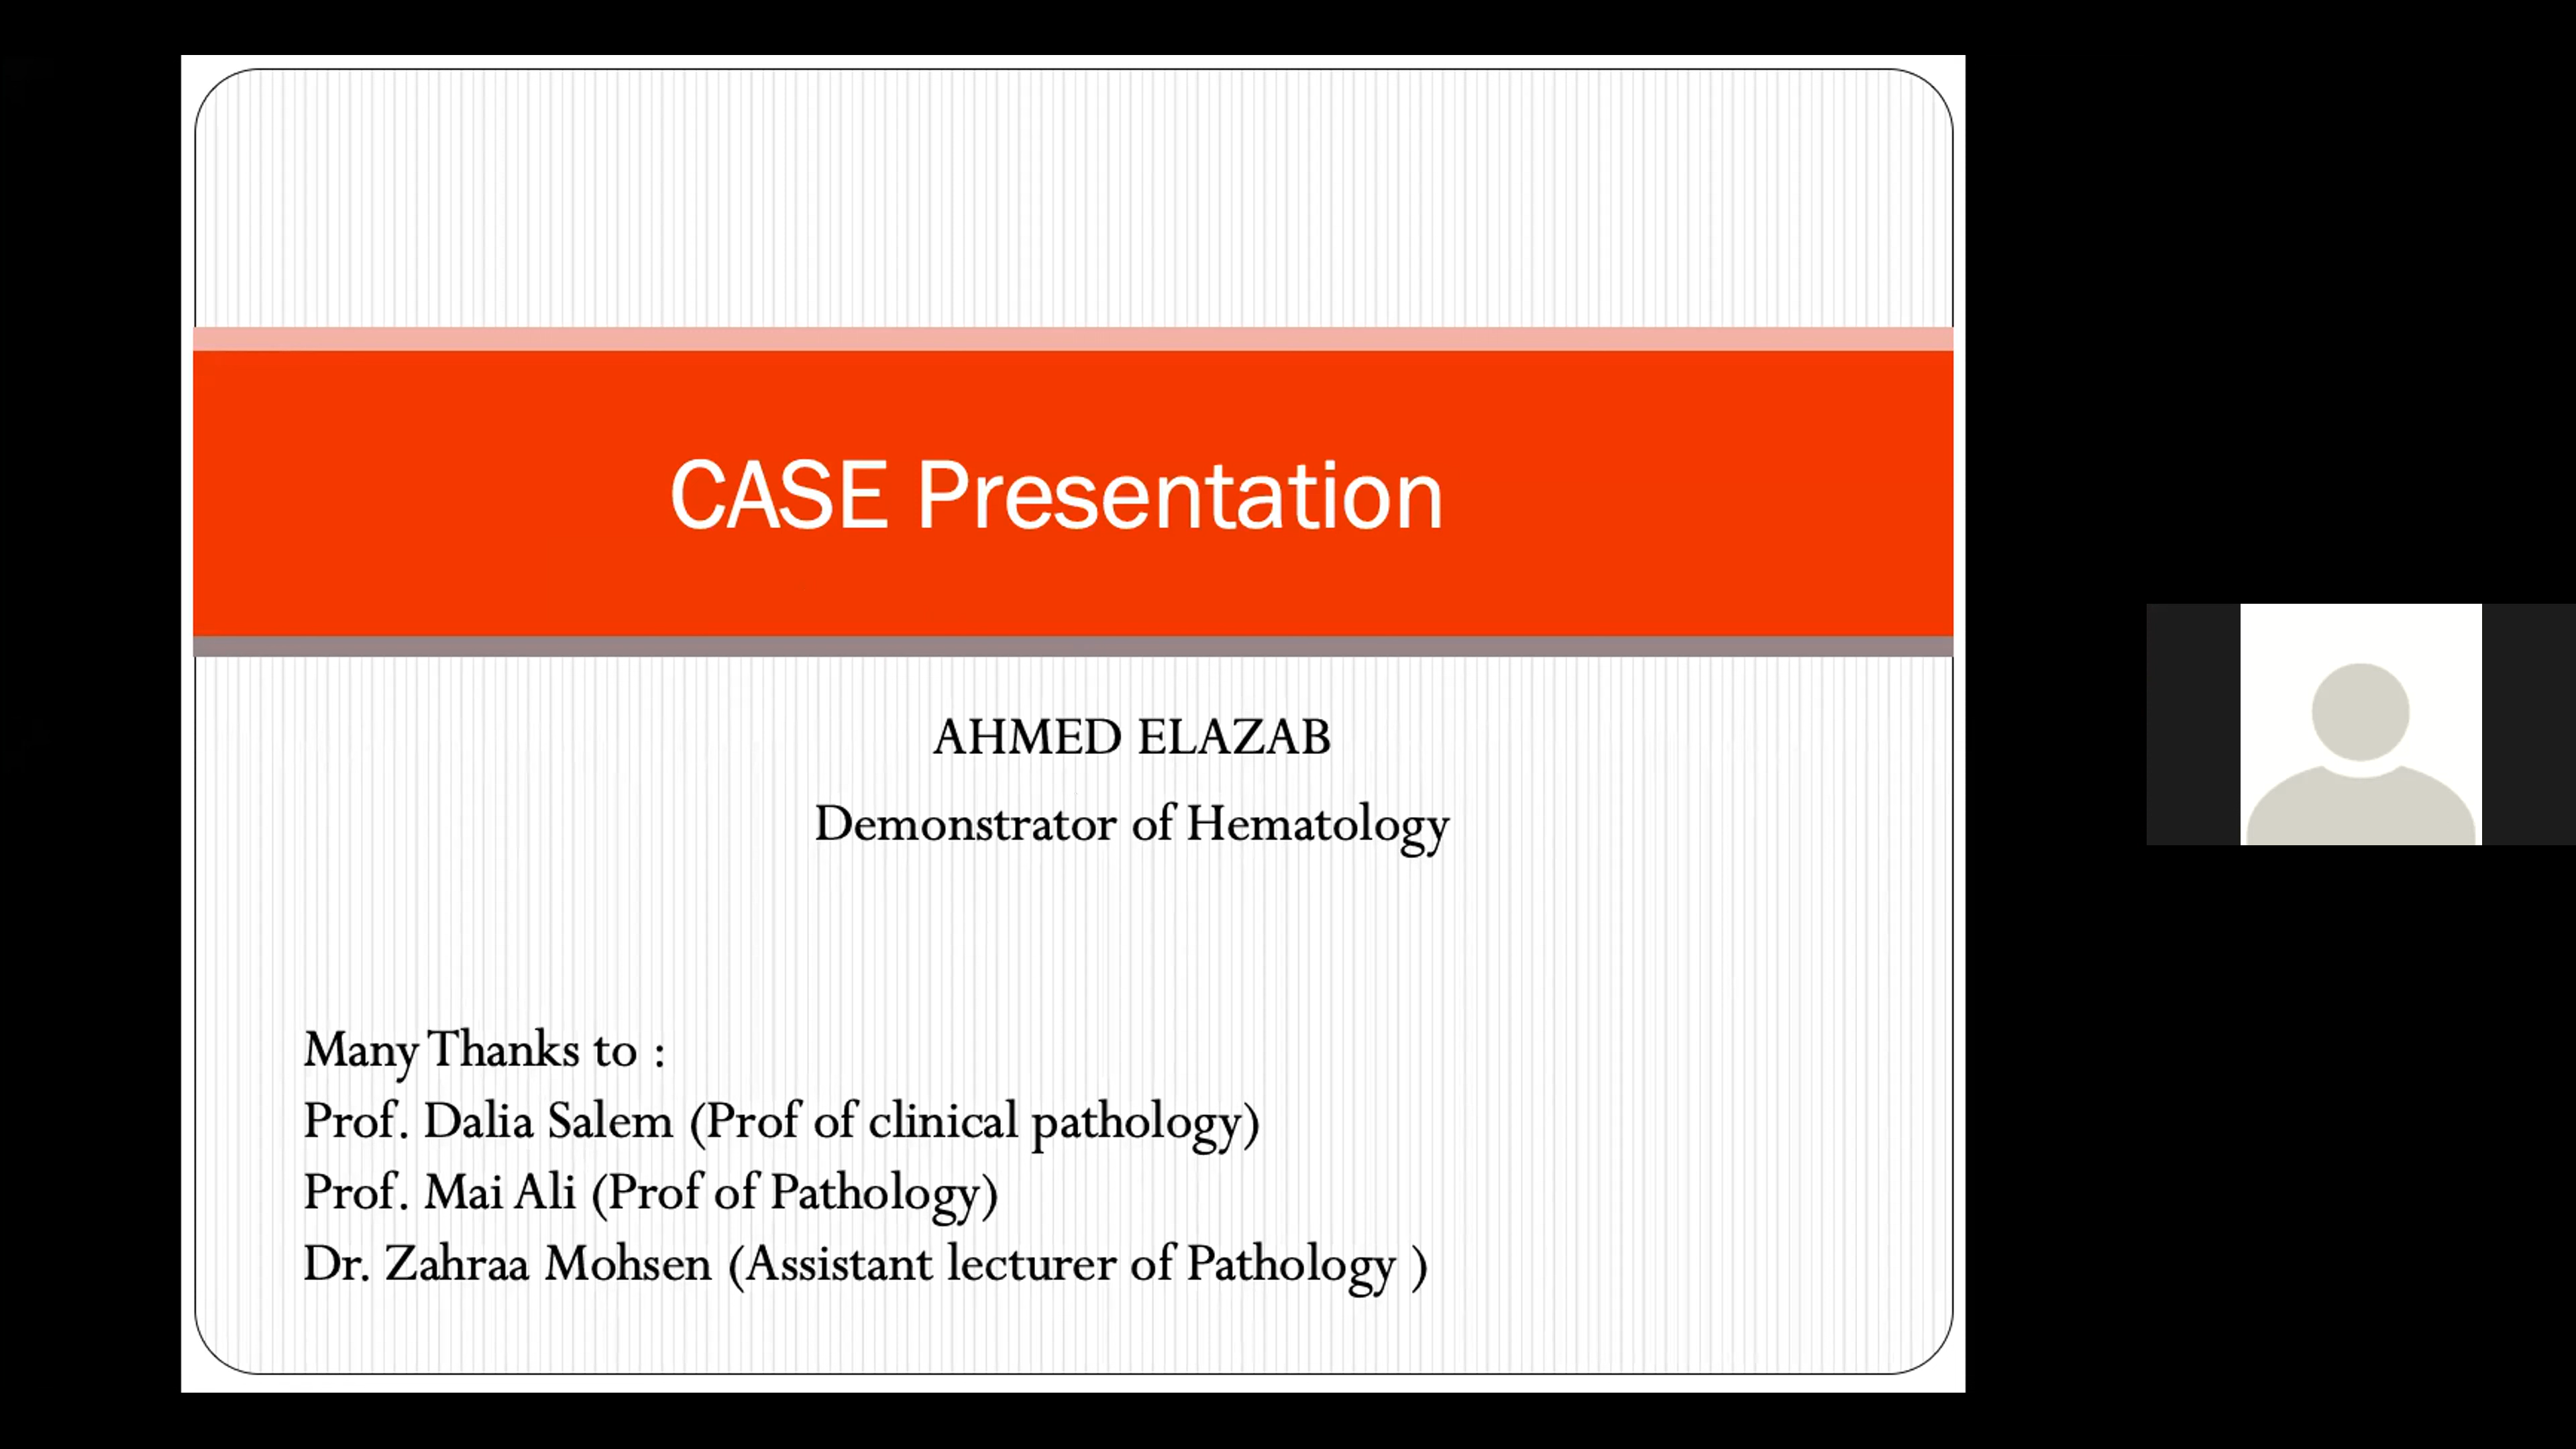 CASE Presentation
AHMED ELAZAB
Demonstrator of Hematology
Many Thanks to :
Prof. Dalia Salem (Prof of clinical pathology)
Prof. Mai Ali (Prof of Pathology)
Dr. Zahraa Mohsen (Assistant lecturer of Pathology )